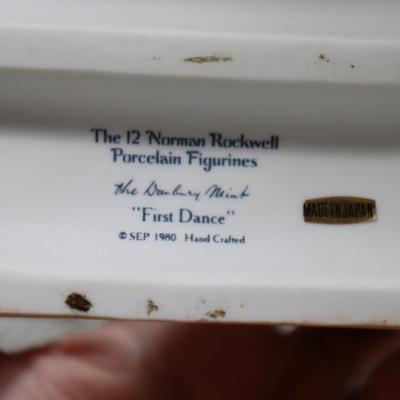 The 12 Norman Rockwell
Porcelain Figurines
the Danbury Mint
"First Dance"
© SEP 1980 Hand Crafted
MADE IN JAPAN